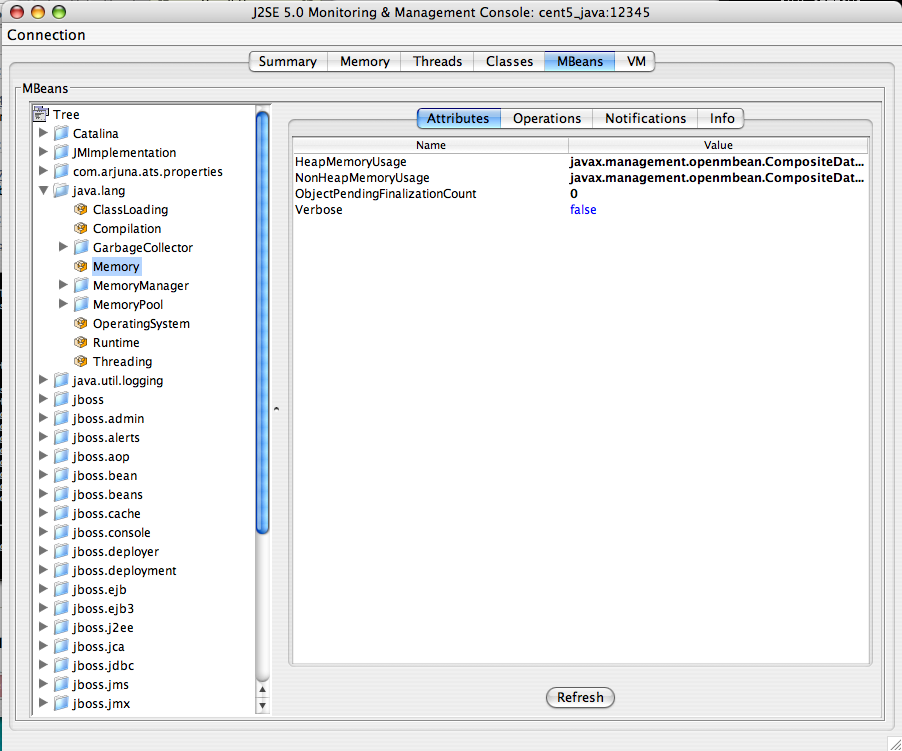 J2SE 5.0 Monitoring & Management Console: cent5_java:12345
Connection
Summary Memory Threads Classes MBeans VM
MBeans
Tree
Catalina
JMImplementation
com.arjuna.ats.properties
java.lang
ClassLoading
Compilation
GarbageCollector
Memory
MemoryManager
MemoryPool
OperatingSystem
Runtime
Threading
java.util.logging
jboss
jboss.admin
jboss.alerts
jboss.aop
jboss.bean
jboss.beans
jboss.cache
jboss.console
jboss.deployer
jboss.deployment
jboss.ejb
jboss.ejb3
jboss.j2ee
jboss.jca
jboss.jdbc
jboss.jms
jboss.jmx
Attributes Operations Notifications Info
Name Value
HeapMemoryUsage javax.management.openmbean.CompositeDat...
NonHeapMemoryUsage javax.management.openmbean.CompositeDat...
ObjectPendingFinalizationCount 0
Verbose false
Refresh